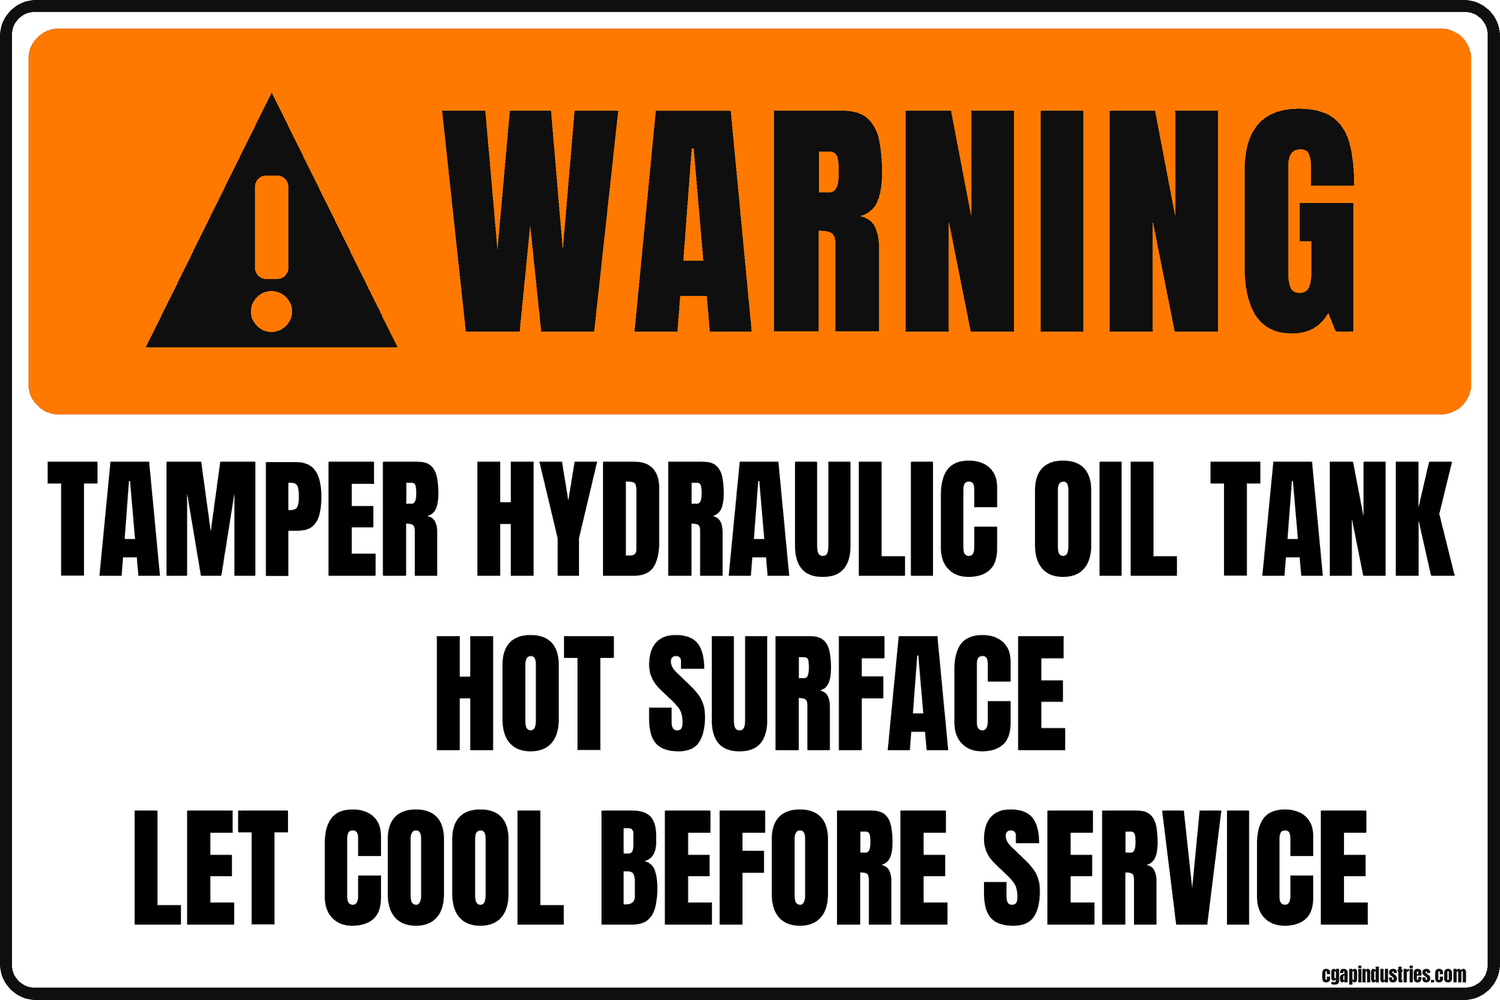 WARNING
TAMPER HYDRAULIC OIL TANK
HOT SURFACE
LET COOL BEFORE SERVICE
cgapindustries.com